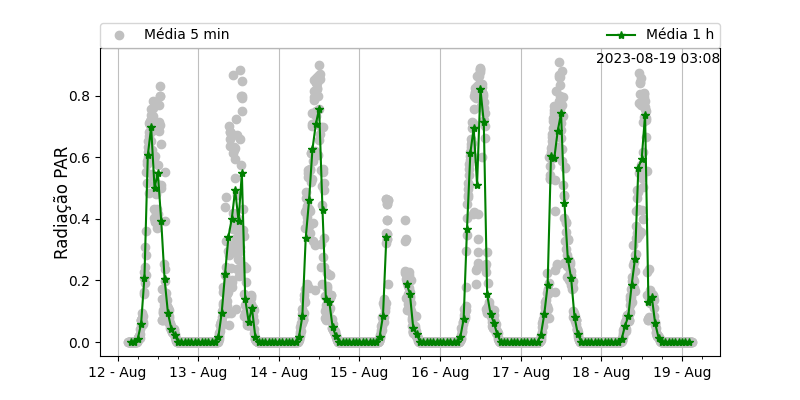 Média 5 min
Média 1 h
2023-08-19 03:08
Radiação PAR
0.8
0.6
0.4
0.2
0.0
12 - Aug
13 - Aug
14 - Aug
15 - Aug
16 - Aug
17 - Aug
18 - Aug
19 - Aug